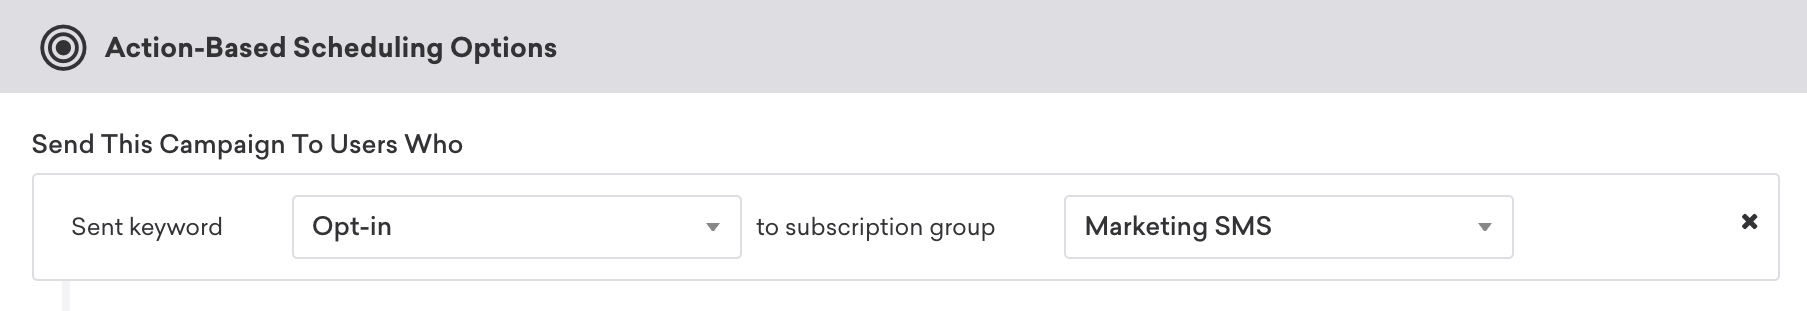 Action-Based Scheduling Options
Send This Campaign To Users Who
Sent keyword Opt-in to subscription group Marketing SMS